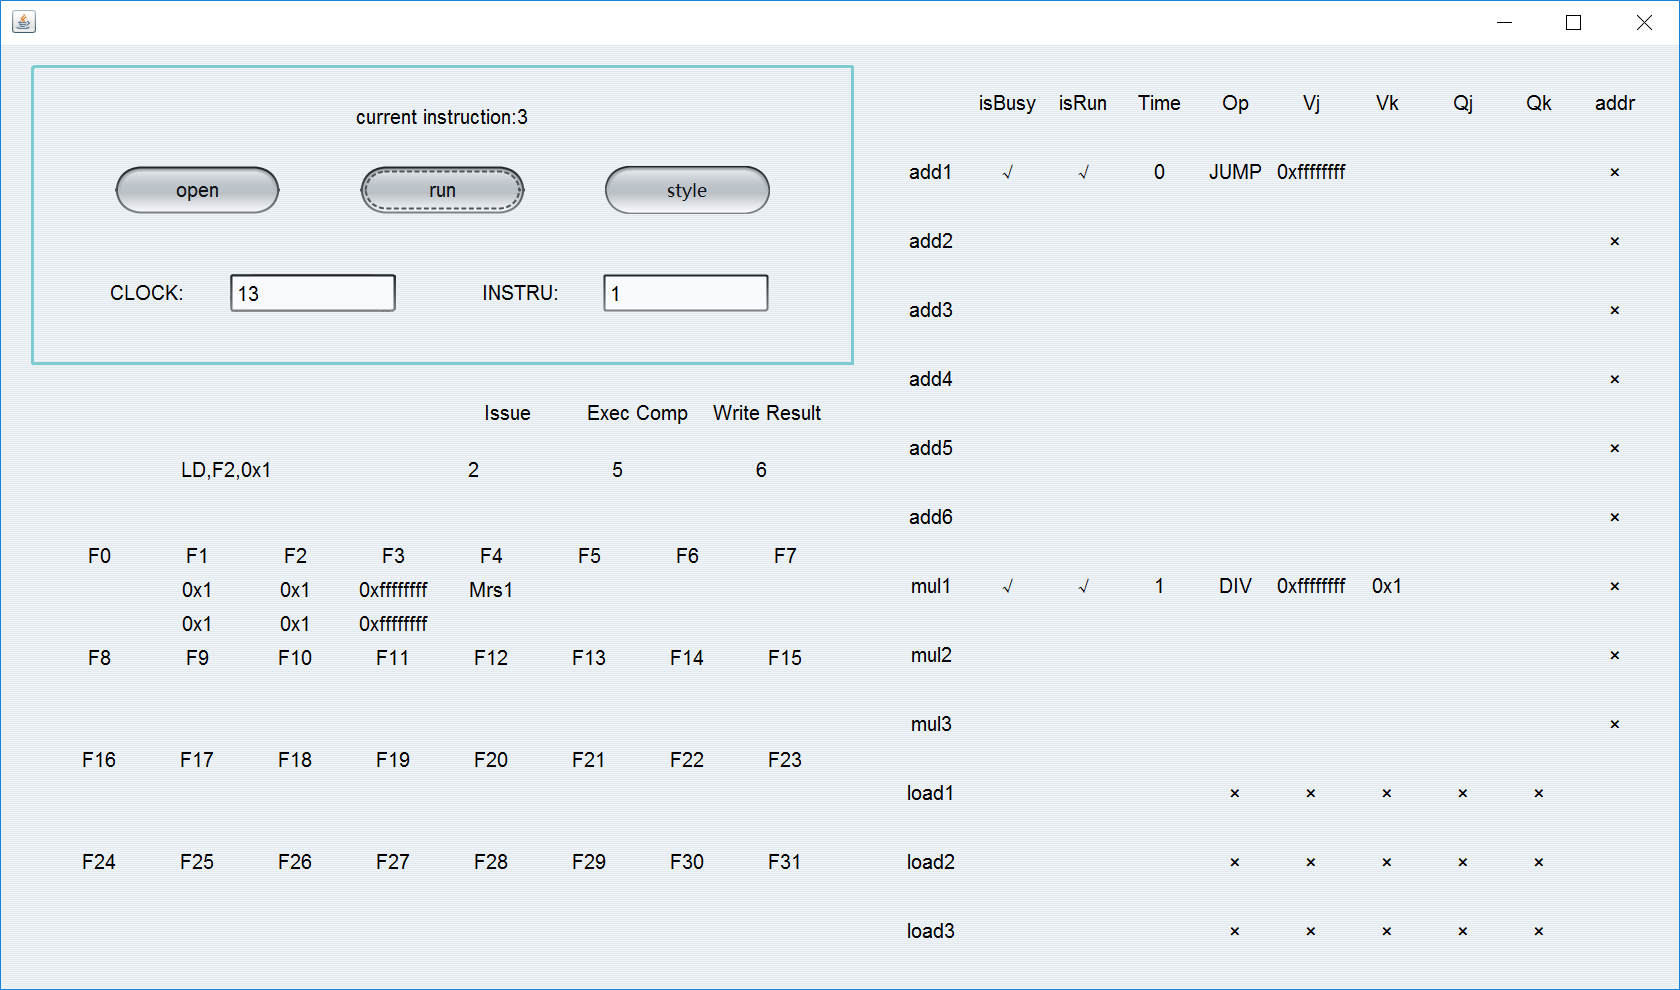 current instruction:3
open run style
CLOCK: 13 INSTRU: 1
Issue Exec Comp Write Result
LD,F2,0x1 2 5 6
F0 F1 F2 F3 F4 F5 F6 F7
0x1 0x1 0xffffffff Mrs1
0x1 0x1 0xffffffff
F8 F9 F10 F11 F12 F13 F14 F15
F16 F17 F18 F19 F20 F21 F22 F23
F24 F25 F26 F27 F28 F29 F30 F31
isBusy isRun Time Op Vj Vk Qj Qk addr
add1 √ √ 0 JUMP 0xffffffff ×
add2 ×
add3 ×
add4 ×
add5 ×
add6 ×
mul1 √ √ 1 DIV 0xffffffff 0x1 ×
mul2 ×
mul3 ×
load1 × × × × ×
load2 × × × × ×
load3 × × × × ×